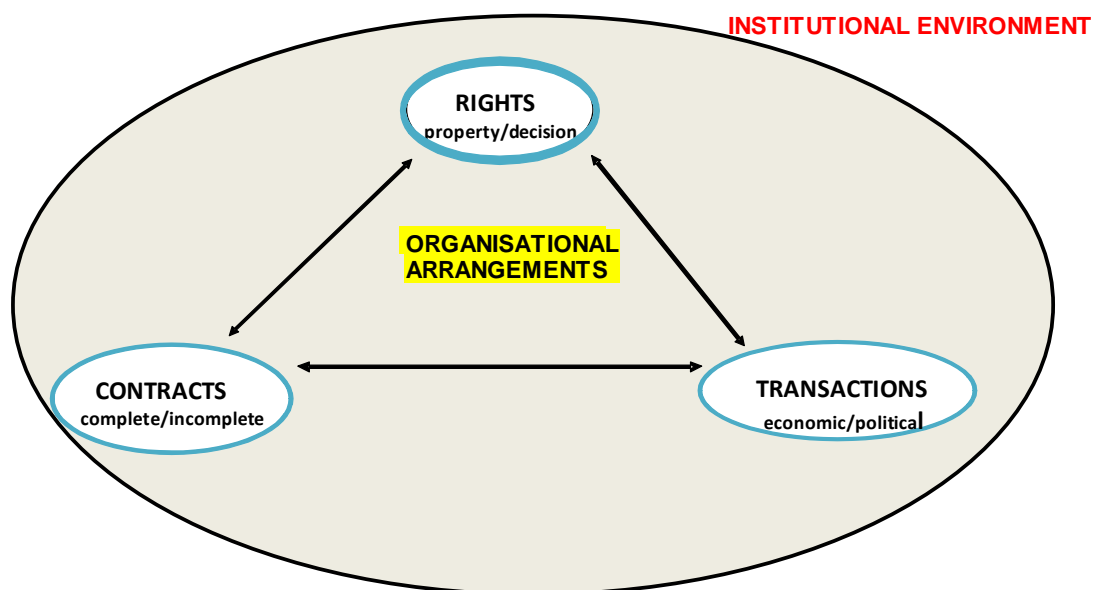 INSTITUTIONAL ENVIRONMENT
RIGHTS
property/decision
ORGANISATIONAL
ARRANGEMENTS
CONTRACTS
complete/incomplete
TRANSACTIONS
economic/political